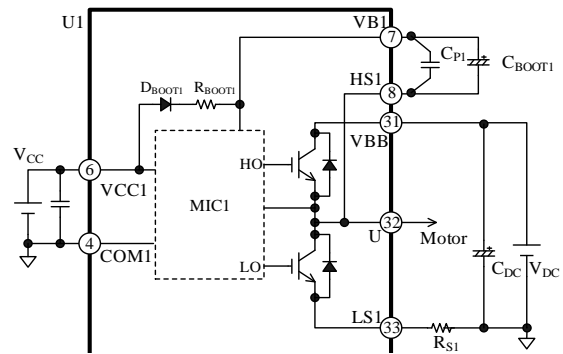 U1
VB1
7
CP1
CBOOT1
HS1
8
DBOOT1
RBOOT1
31
VBB
VCC
6
VCC1
HO
MIC1
U
32
Motor
4
COM1
LO
CDC
VDC
LS1
33
RS1